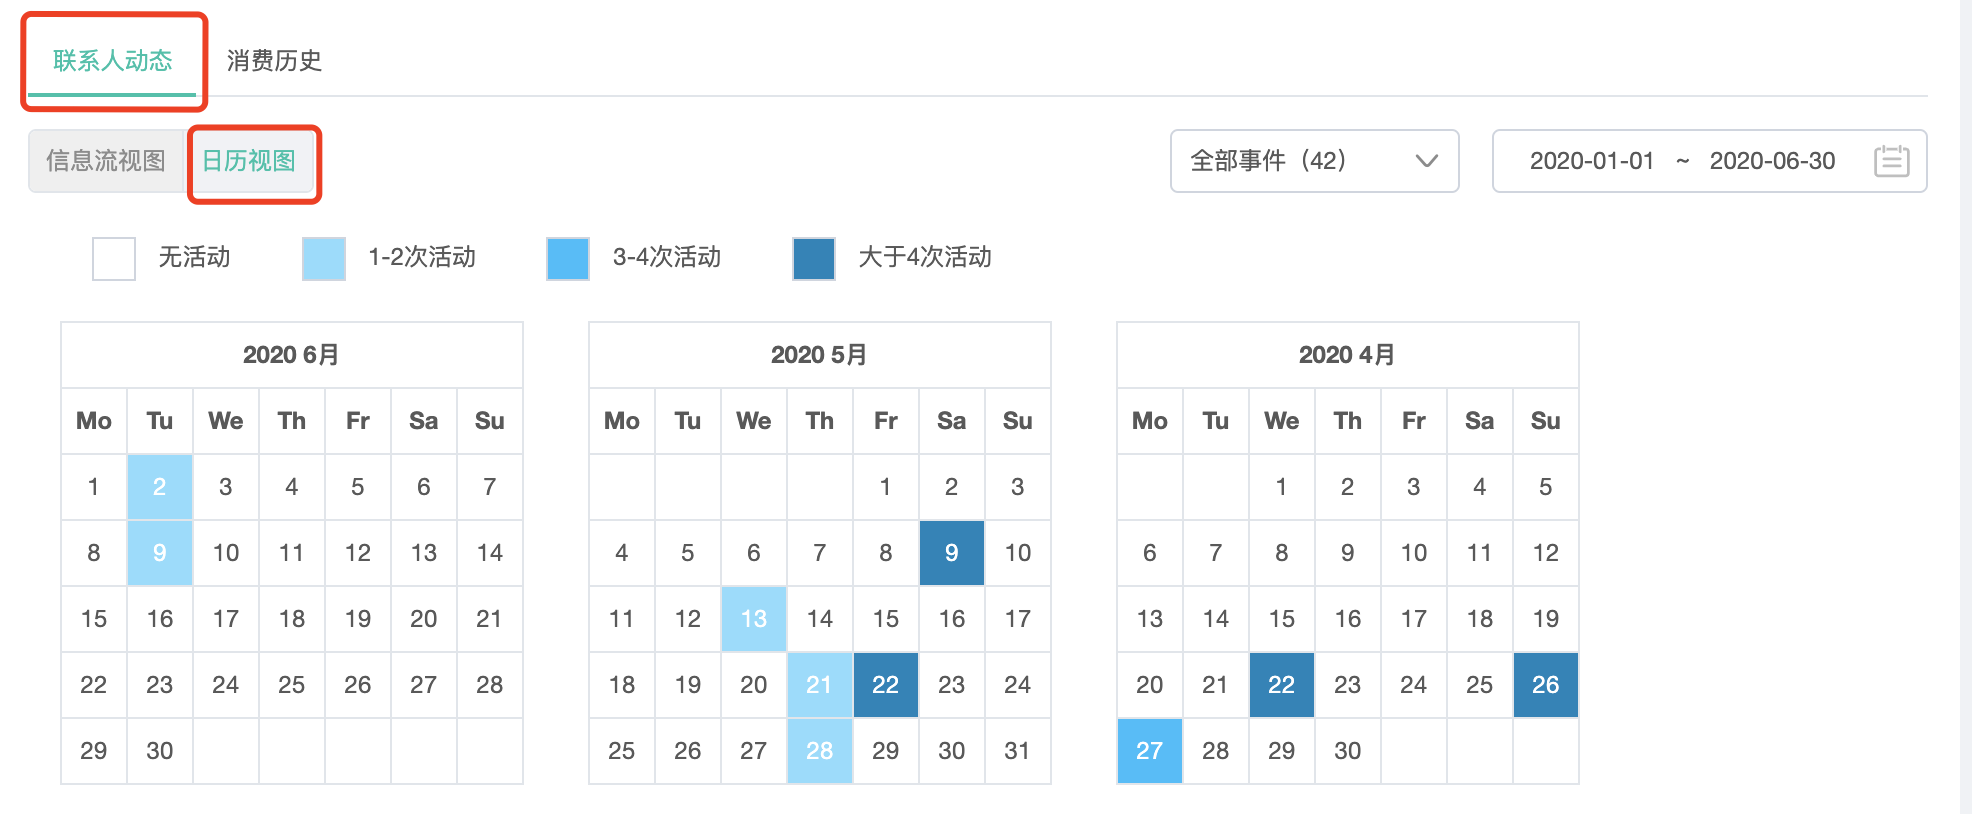 联系人动态 消费历史
信息流视图 日历视图 全部事件（42） 2020-01-01 ~ 2020-06-30
无活动 1-2次活动 3-4次活动 大于4次活动
2020 6月
Mo Tu We Th Fr Sa Su
1 2 3 4 5 6 7
8 9 10 11 12 13 14
15 16 17 18 19 20 21
22 23 24 25 26 27 28
29 30
2020 5月
Mo Tu We Th Fr Sa Su
1 2 3
4 5 6 7 8 9 10
11 12 13 14 15 16 17
18 19 20 21 22 23 24
25 26 27 28 29 30 31
2020 4月
Mo Tu We Th Fr Sa Su
1 2 3 4 5
6 7 8 9 10 11 12
13 14 15 16 17 18 19
20 21 22 23 24 25 26
27 28 29 30